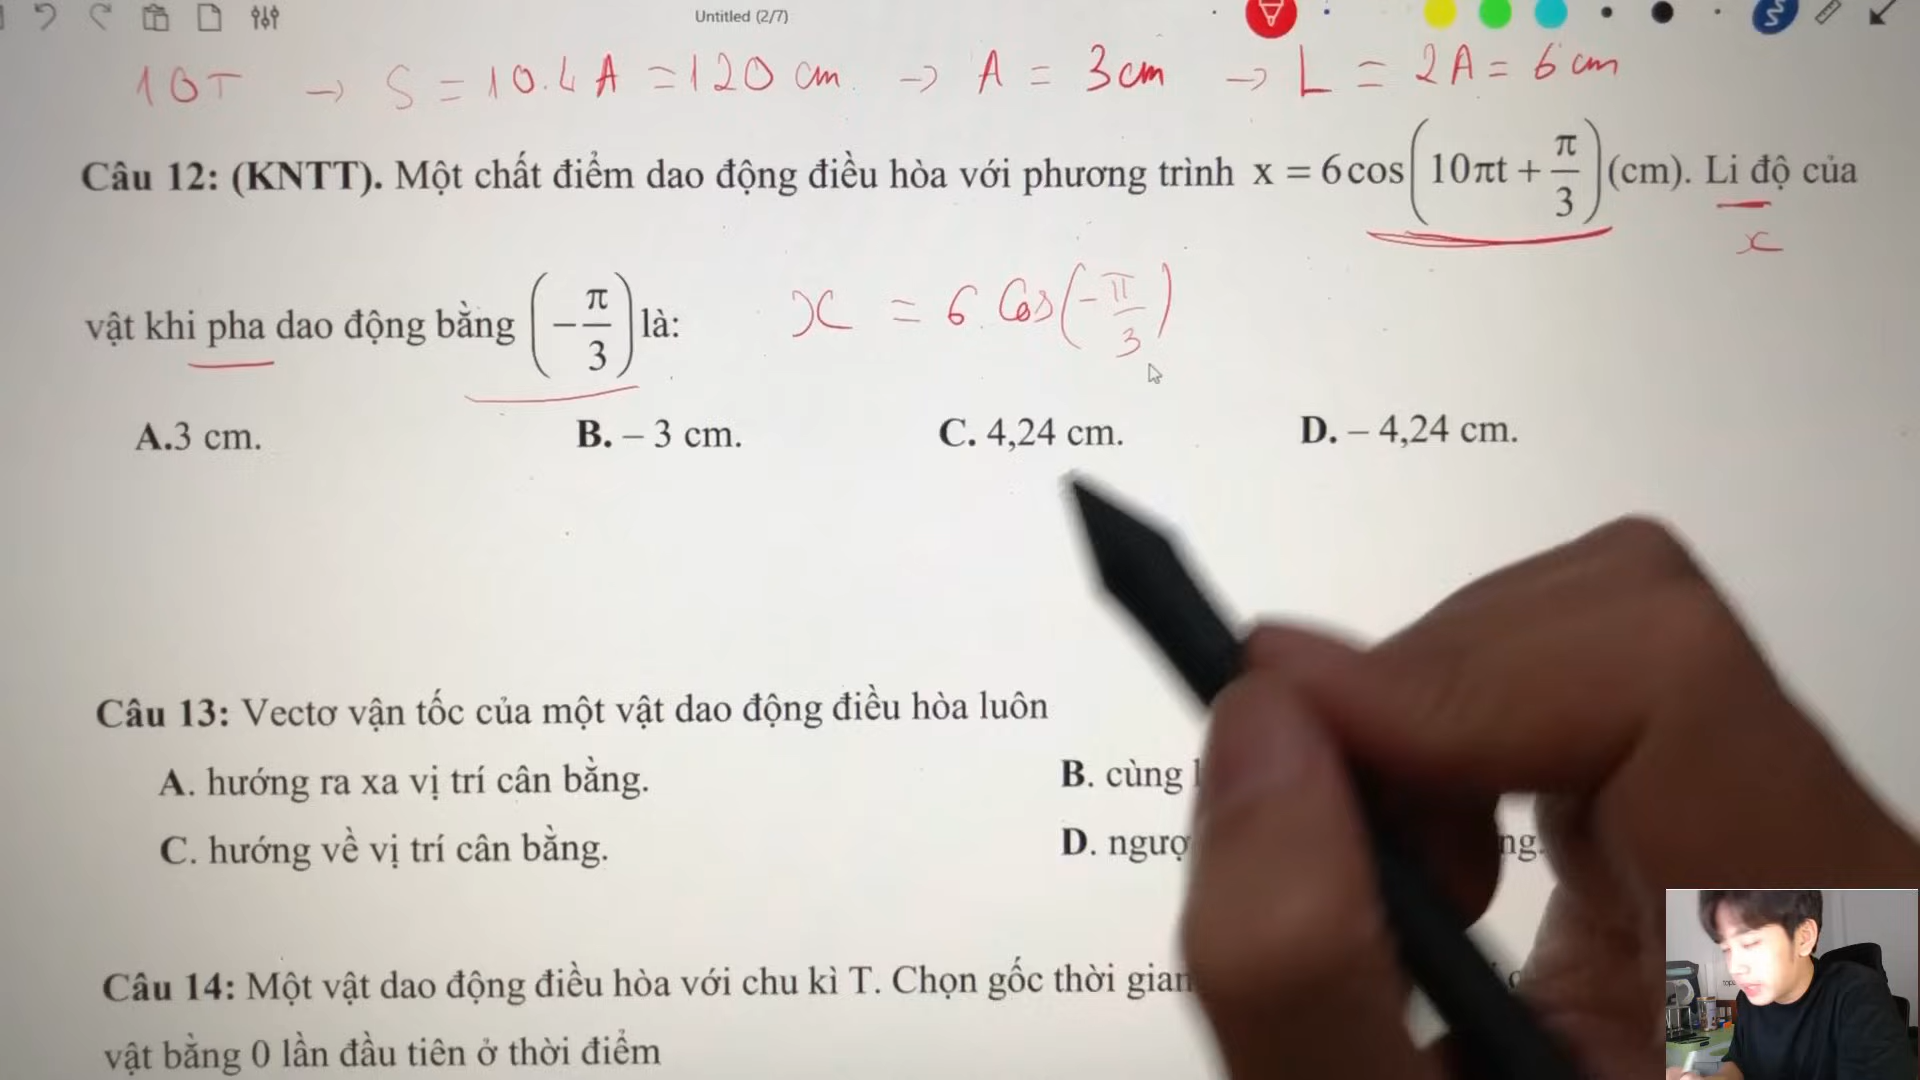 Untitled (2/7)
10T → S = 10.4A = 120 cm → A = 3cm → L = 2A = 6cm
Câu 12: (KNTT). Một chất điểm dao động điều hòa với phương trình x = 6cos(10πt + π/3)(cm). Li độ của
x
vật khi pha dao động bằng (−π/3) là: x = 6.Cos(-π/3)
A.3 cm. B. – 3 cm. C. 4,24 cm. D. – 4,24 cm.
Câu 13: Vectơ vận tốc của một vật dao động điều hòa luôn
A. hướng ra xa vị trí cân bằng. B. cùng
C. hướng về vị trí cân bằng. D.
Câu 14: Một vật dao động điều hòa với chu kì T. Chọn gốc thời gian
vật bằng 0 lần đầu tiên ở thời điểm